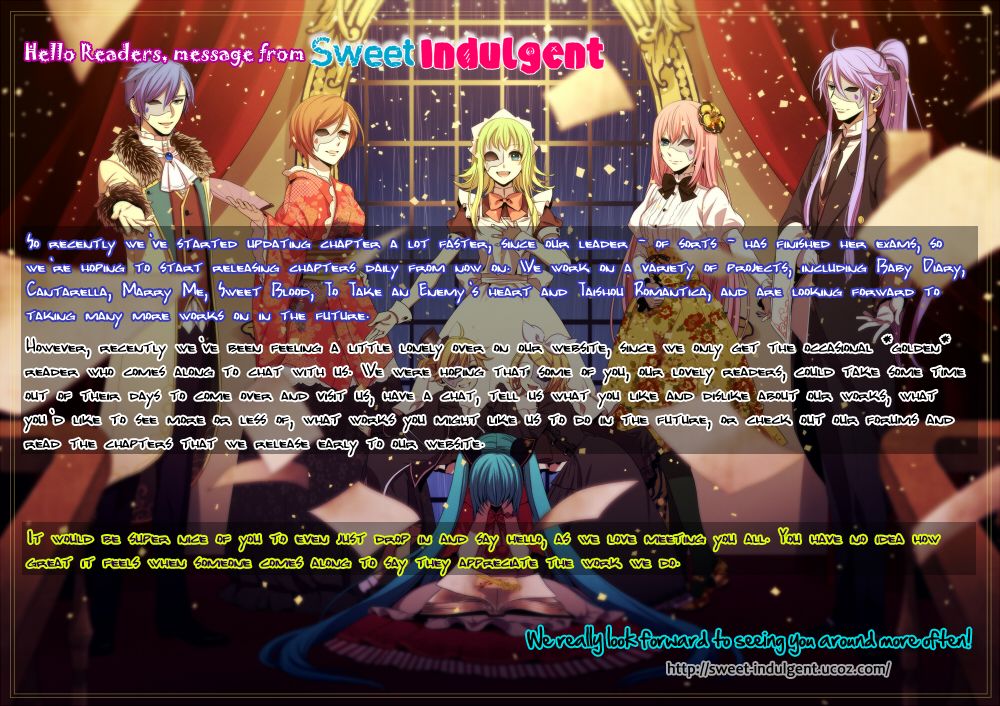 Hello Readers, message from Sweet Indulgent
So recently we've started updating chapter a lot faster, since our leader - of sorts - has finished her exams, so
we're hoping to start releasing chapters daily from now on. We work on a variety of projects, including Baby Diary,
Cantarella, Marry Me, Sweet Blood, To Take an Enemy's heart and Taishou Romantica, and are looking forward to
taking many more works on in the future.
However, recently we've been feeling a little lovely over on our website, since we only get the occasional *golden*
reader who comes along to chat with us. We were hoping that some of you, our lovely readers, could take some time
out of their days to come over and visit us, have a chat, tell us what you like and dislike about our works, what
you'd like to see more or less of, what works you might like us to do in the future, or check out our forums and
read the chapters that we release early to our website.
It would be super nice of you to even just drop in and say hello, as we love meeting you all. You have no idea how
great it feels when someone comes along to say they appreciate the work we do.
We really look forward to seeing you around more often!
http://sweet-indulgent.ucoz.com/